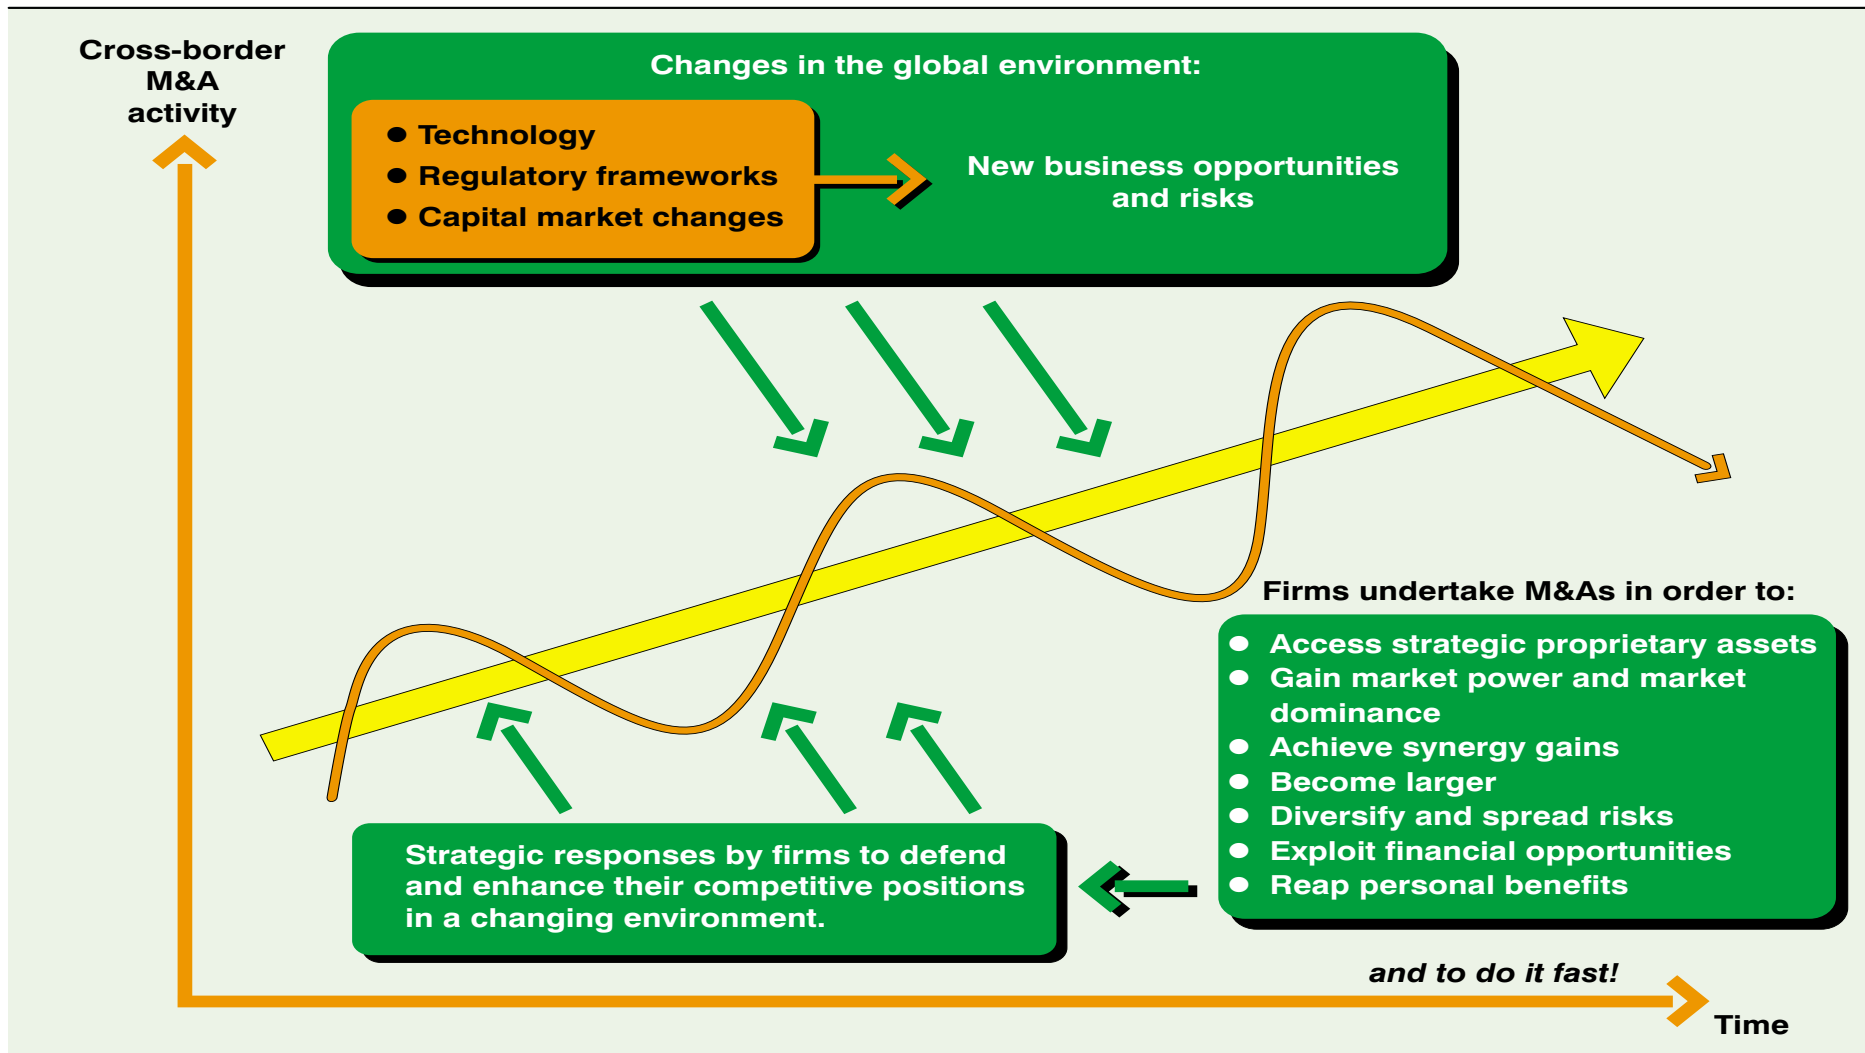 Cross-border
M&A
activity
Changes in the global environment:
● Technology
● Regulatory frameworks
● Capital market changes
New business opportunities
and risks
Firms undertake M&As in order to:
● Access strategic proprietary assets
● Gain market power and market
dominance
● Achieve synergy gains
● Become larger
● Diversify and spread risks
● Exploit financial opportunities
● Reap personal benefits
Strategic responses by firms to defend
and enhance their competitive positions
in a changing environment.
and to do it fast!
Time